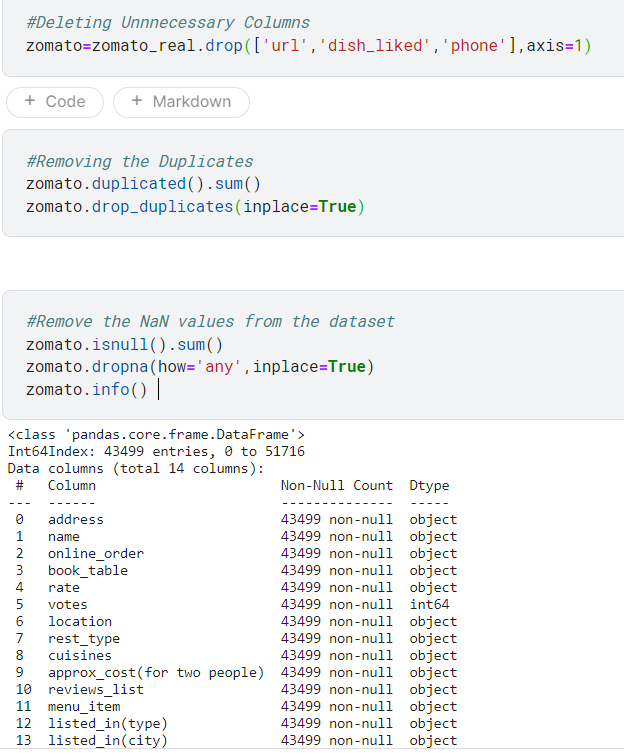 #Deleting Unnnecessary Columns
zomato=zomato_real.drop(['url','dish_liked','phone'],axis=1)
+ Code + Markdown
#Removing the Duplicates
zomato.duplicated().sum()
zomato.drop_duplicates(inplace=True)
#Remove the NaN values from the dataset
zomato.isnull().sum()
zomato.dropna(how='any',inplace=True)
zomato.info()
<class 'pandas.core.frame.DataFrame'>
Int64Index: 43499 entries, 0 to 51716
Data columns (total 14 columns):
 #   Column                       Non-Null Count  Dtype
---  ------                       --------------  -----
 0   address                      43499 non-null  object
 1   name                         43499 non-null  object
 2   online_order                 43499 non-null  object
 3   book_table                   43499 non-null  object
 4   rate                         43499 non-null  object
 5   votes                        43499 non-null  int64
 6   location                     43499 non-null  object
 7   rest_type                    43499 non-null  object
 8   cuisines                     43499 non-null  object
 9   approx_cost(for two people)  43499 non-null  object
 10  reviews_list                 43499 non-null  object
 11  menu_item                    43499 non-null  object
 12  listed_in(type)              43499 non-null  object
 13  listed_in(city)              43499 non-null  object